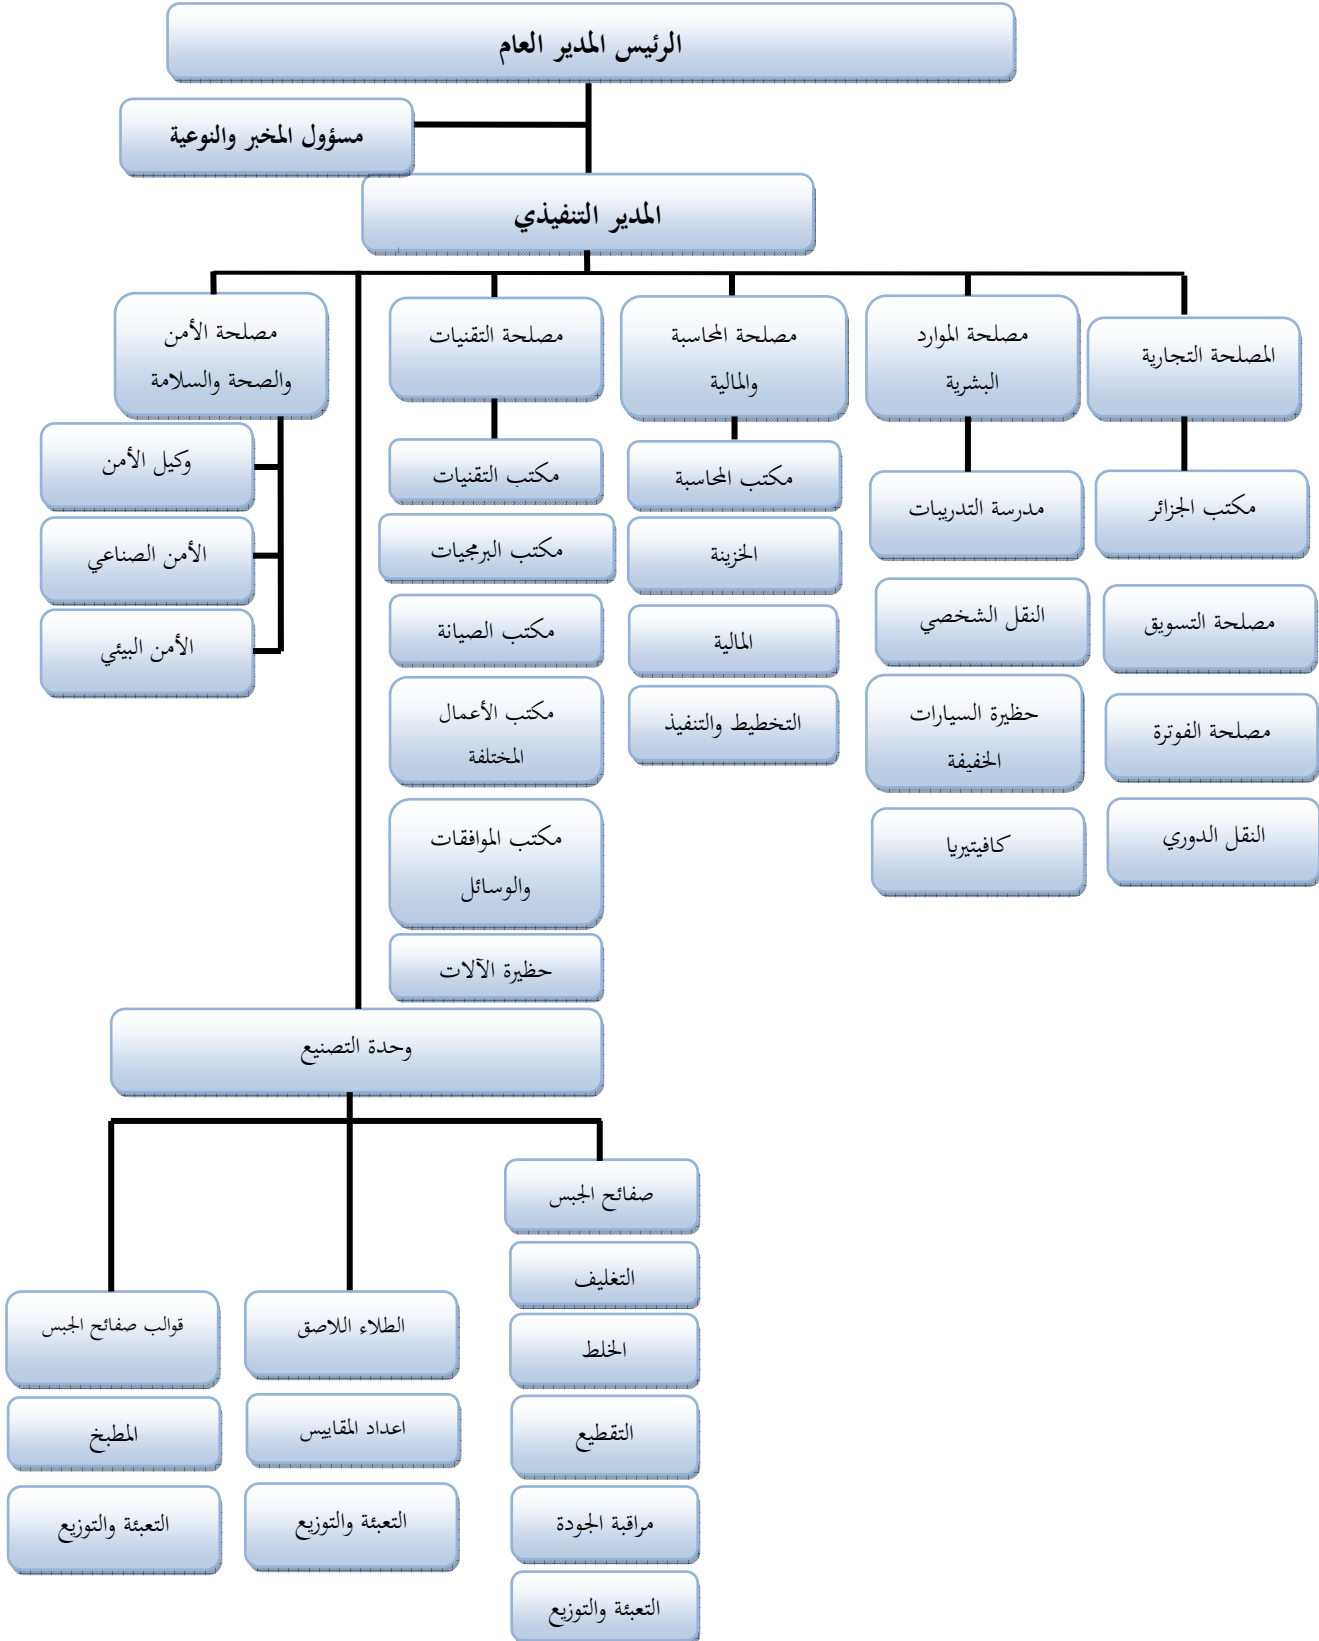 الرئيس المدير العام
مسؤول المخبر والنوعية
المدير التنفيذي
المصلحة التجارية
مكتب الجزائر
مصلحة التسويق
مصلحة الفوترة
النقل الدوري
مصلحة الموارد
البشرية
مدرسة التدريبات
النقل الشخصي
حظيرة السيارات
الخفيفة
كافيتيريا
مصلحة المحاسبة
والمالية
مكتب المحاسبة
الخزينة
المالية
التخطيط والتنفيذ
مصلحة التقنيات
مكتب التقنيات
مكتب البرمجيات
مكتب الصيانة
مكتب الأعمال
المختلفة
مكتب الموافقات
والوسائل
حظيرة الآلات
مصلحة الأمن
والصحة والسلامة
وكيل الأمن
الأمن الصناعي
الأمن البيئي
وحدة التصنيع
صفائح الجبس
التغليف
الخلط
التقطيع
مراقبة الجودة
التعبئة والتوزيع
الطلاء اللاصق
اعداد المقاييس
التعبئة والتوزيع
قوالب صفائح الجبس
المطبخ
التعبئة والتوزيع